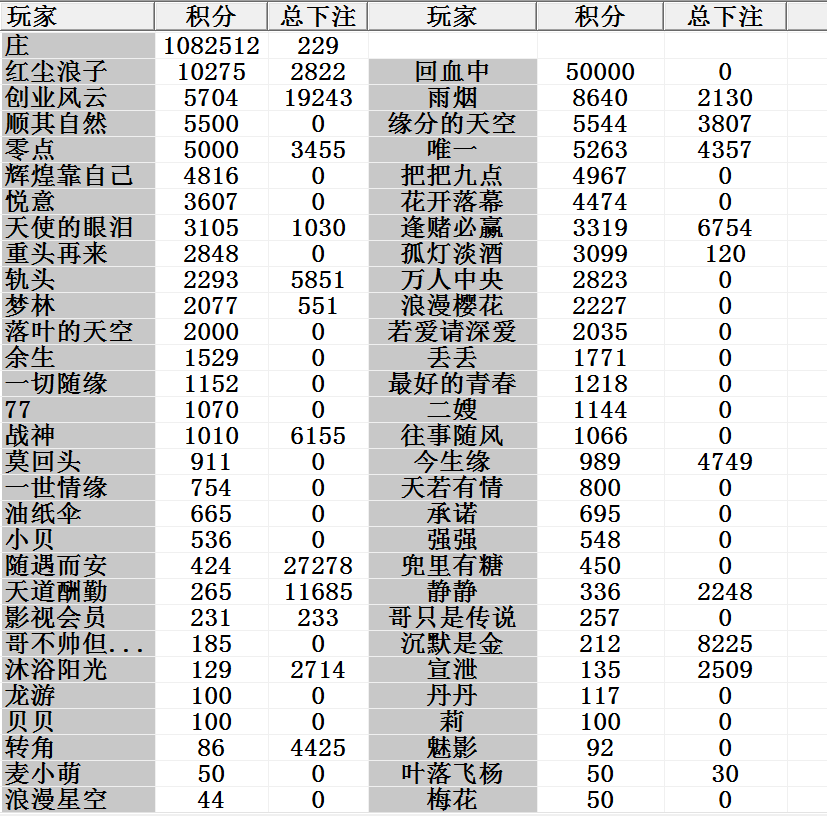 玩家 积分 总下注 玩家 积分 总下注
庄 1082512 229
红尘浪子 10275 2822 回血中 50000 0
创业风云 5704 19243 雨烟 8640 2130
顺其自然 5500 0 缘分的天空 5544 3807
零点 5000 3455 唯一 5263 4357
辉煌靠自己 4816 0 把把九点 4967 0
悦意 3607 0 花开落幕 4474 0
天使的眼泪 3105 1030 逢赌必赢 3319 6754
重头再来 2848 0 孤灯淡酒 3099 120
轨头 2293 5851 万人中央 2823 0
梦林 2077 551 浪漫樱花 2227 0
落叶的天空 2000 0 若爱请深爱 2035 0
余生 1529 0 丢丢 1771 0
一切随缘 1152 0 最好的青春 1218 0
77 1070 0 二嫂 1144 0
战神 1010 6155 往事随风 1066 0
莫回头 911 0 今生缘 989 4749
一世情缘 754 0 天若有情 800 0
油纸伞 665 0 承诺 695 0
小贝 536 0 强强 548 0
随遇而安 424 27278 兜里有糖 450 0
天道酬勤 265 11685 静静 336 2248
影视会员 231 233 哥只是传说 257 0
哥不帅但... 185 0 沉默是金 212 8225
沐浴阳光 129 2714 宣泄 135 2509
龙游 100 0 丹丹 117 0
贝贝 100 0 莉 100 0
转角 86 4425 魅影 92 0
麦小萌 50 0 叶落飞杨 50 30
浪漫星空 44 0 梅花 50 0